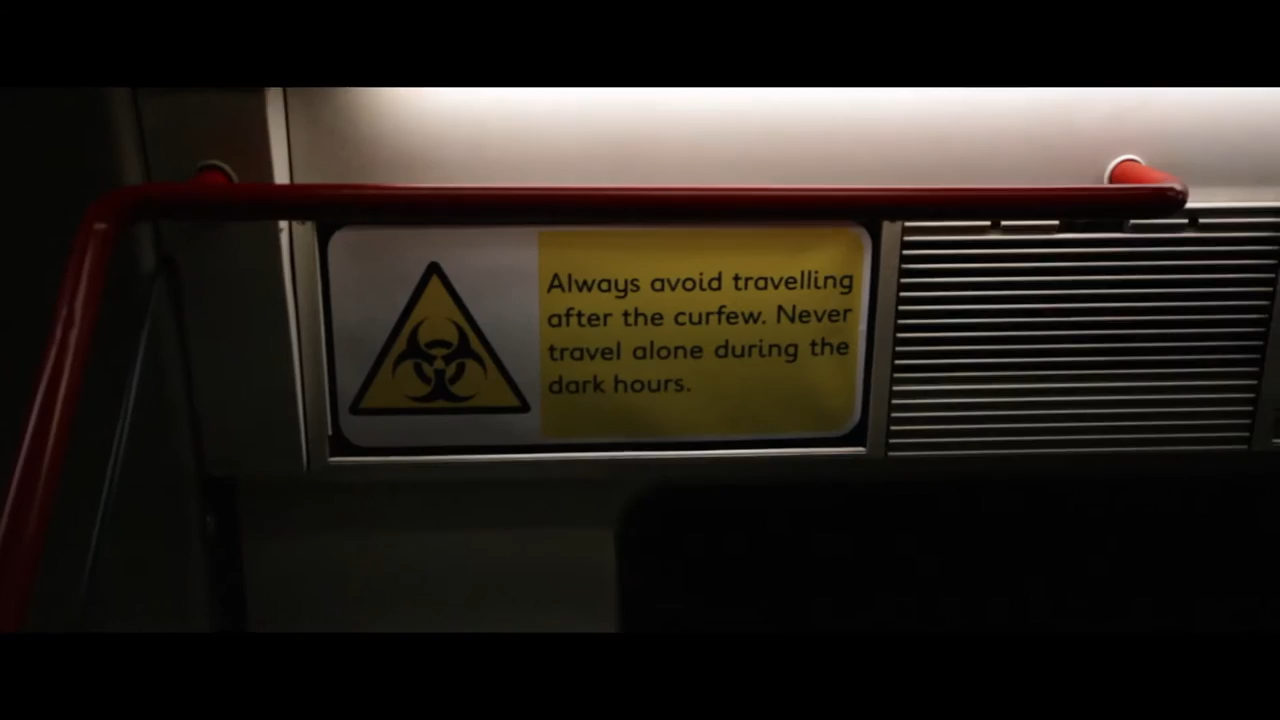 Always avoid travelling
after the curfew. Never
travel alone during the
dark hours.